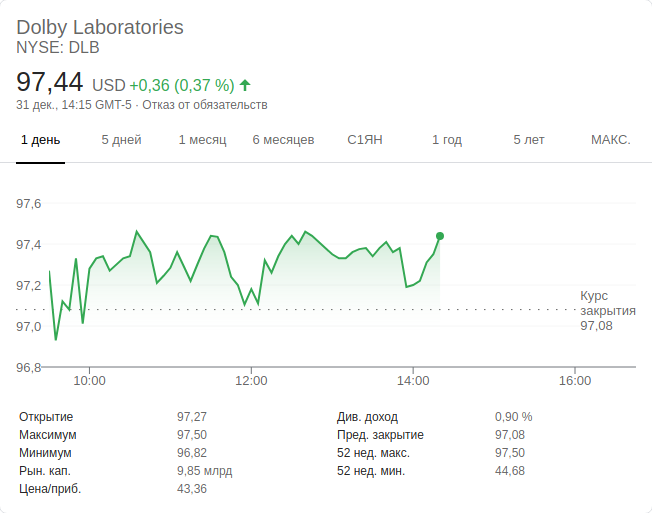 Dolby Laboratories
NYSE: DLB
97,44 USD +0,36 (0,37 %)
31 дек., 14:15 GMT-5 · Отказ от обязательств
1 день 5 дней 1 месяц 6 месяцев С1ЯН 1 год 5 лет МАКС.
97,6
97,4
97,2
97,0
96,8
Курс
закрытия
97,08
10:00 12:00 14:00 16:00
Открытие 97,27
Максимум 97,50
Минимум 96,82
Рын. кап. 9,85 млрд
Цена/приб. 43,36
Див. доход 0,90 %
Пред. закрытие 97,08
52 нед. макс. 97,50
52 нед. мин. 44,68